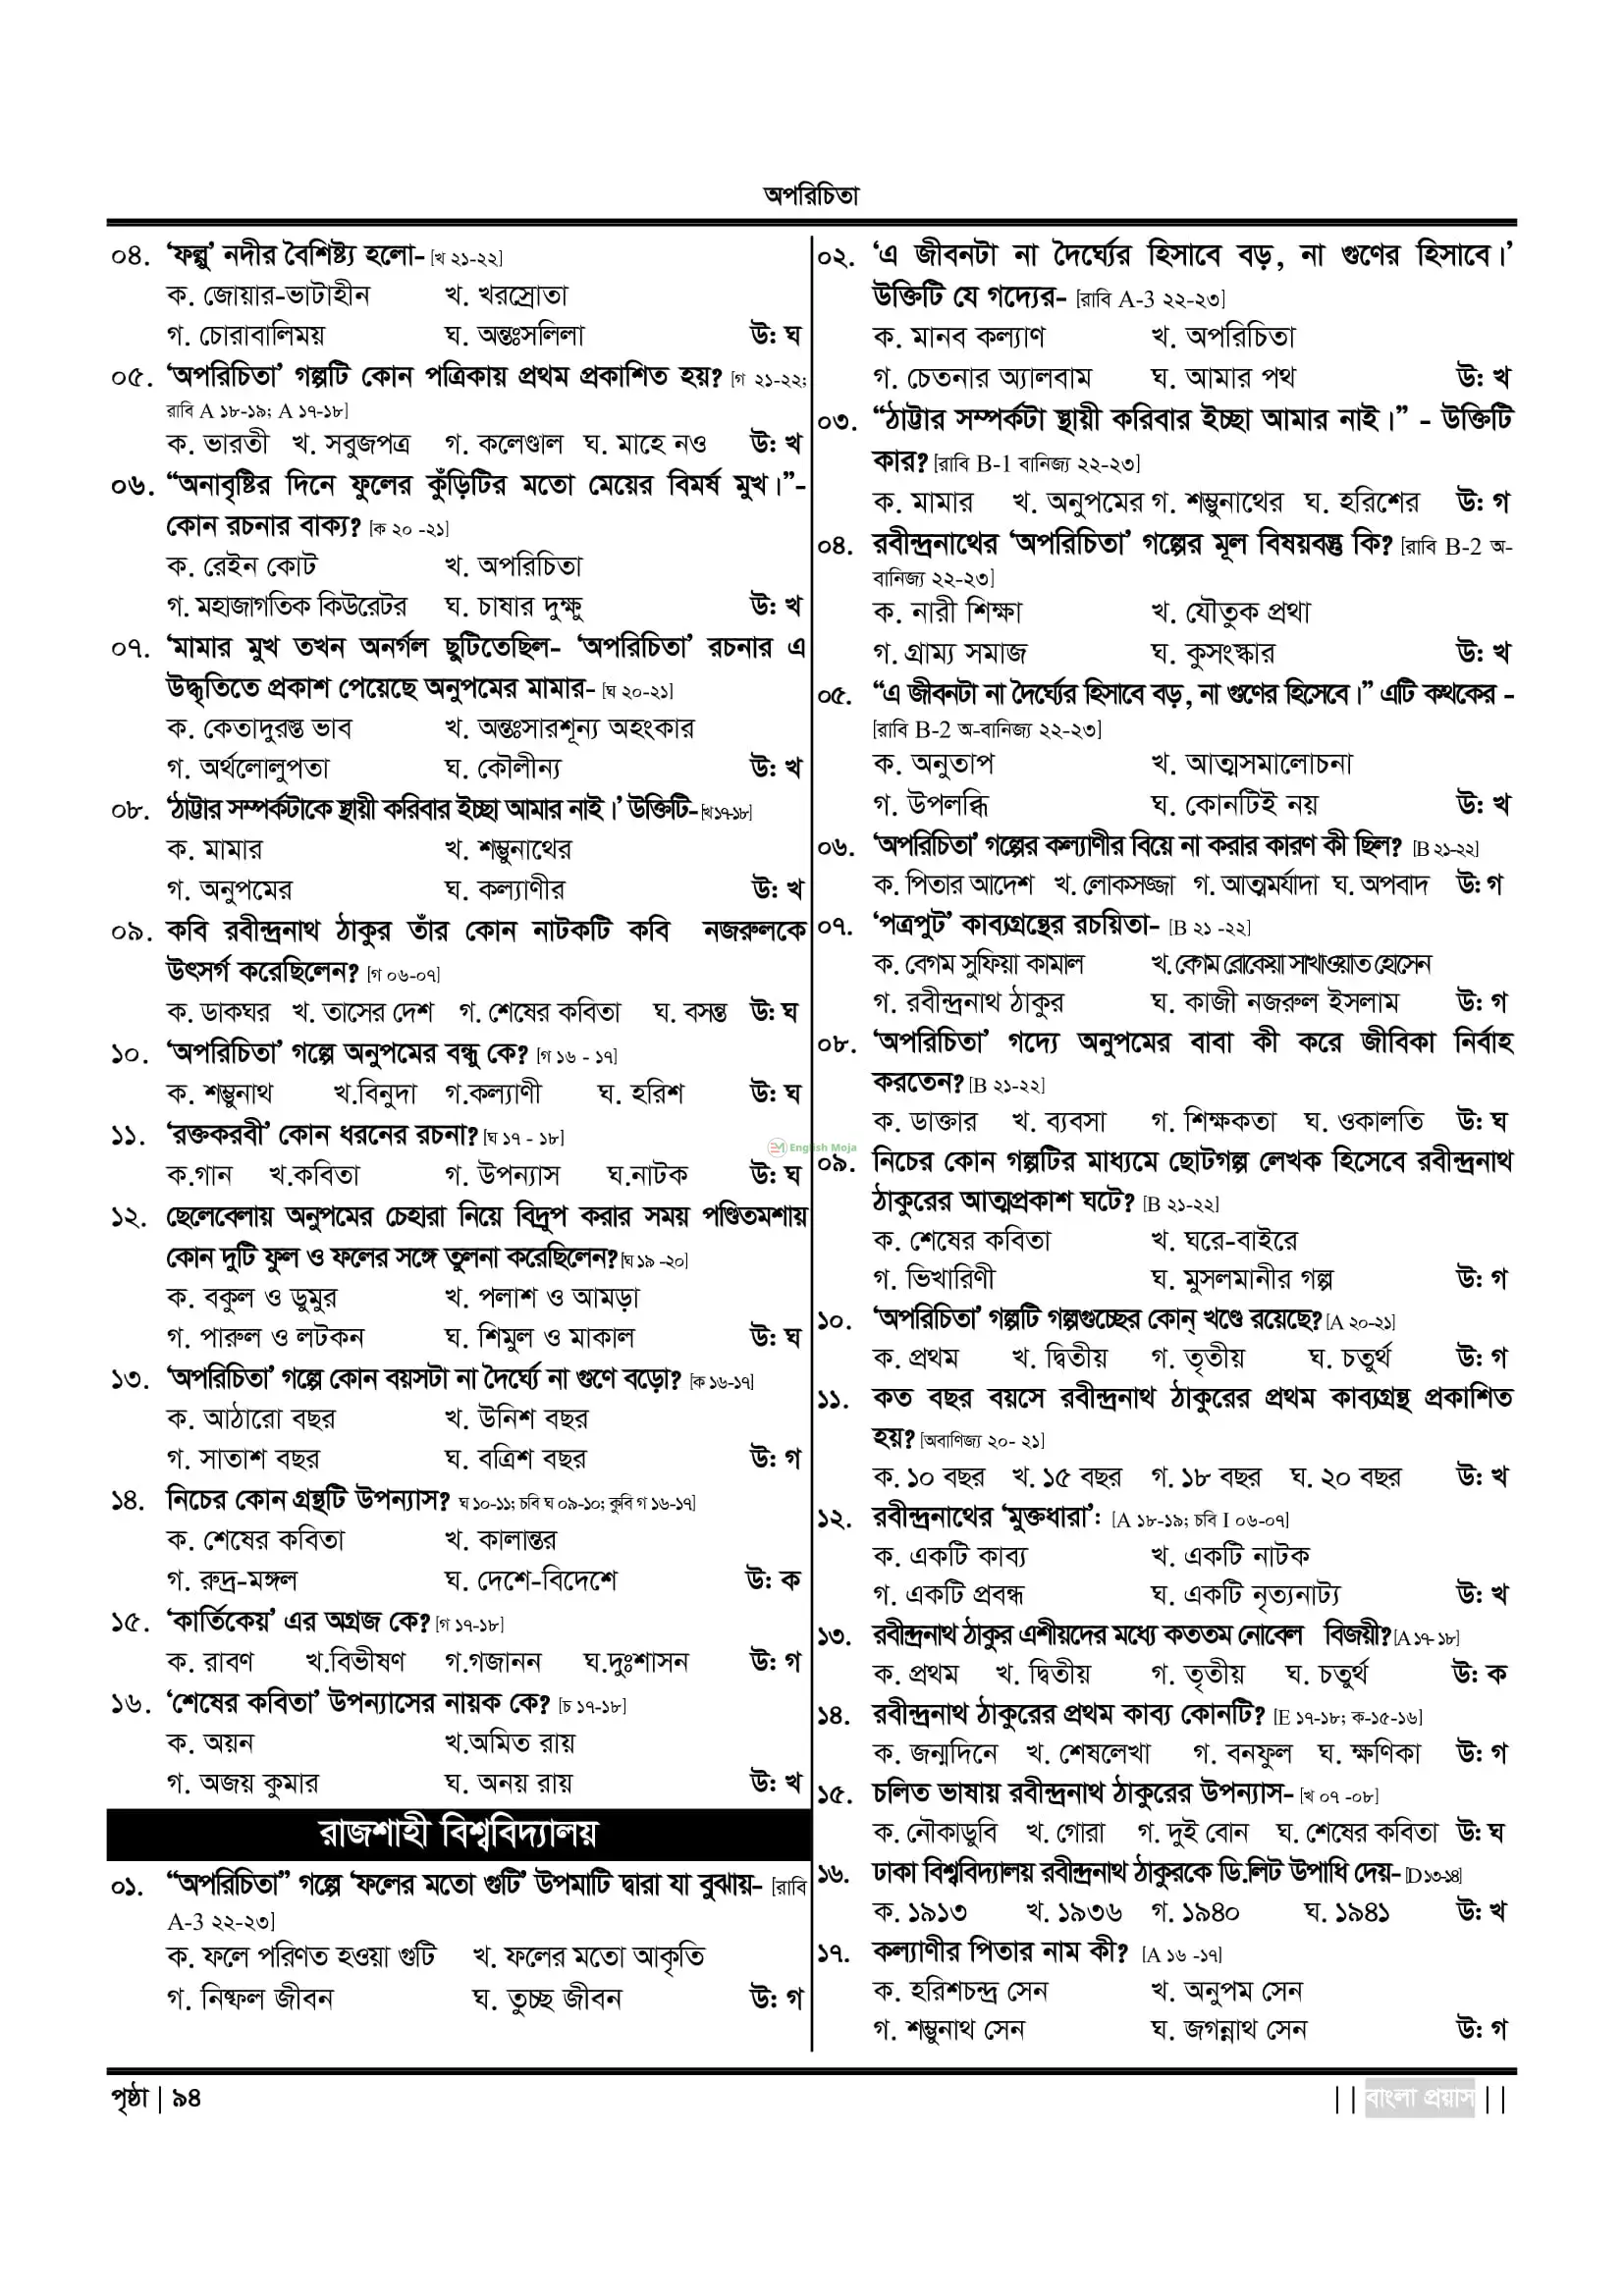 অপরিচিতা
০৪. ‘ফল্গু’ নদীর বৈশিষ্ট্য হলো- [খ ২১-২২]
ক. জোয়ার-ভাটাহীন খ. খরস্রোতা
গ. চোরাবালিময় ঘ. অন্তঃসলিলা উ: ঘ
০৫. ‘অপরিচিতা’ গল্পটি কোন পত্রিকায় প্রথম প্রকাশিত হয়? [গ ২১-২২;
রাবি A ১৮-১৯; A ১৭-১৮]
ক. ভারতী খ. সবুজপত্র গ. কলেণ্ডাল ঘ. মাহে নও উ: খ
০৬. “অনাবৃষ্টির দিনে ফুলের কুঁড়িটির মতো মেয়ের বিমর্ষ মুখ।”-
কোন রচনার বাক্য? [ক ২০ -২১]
ক. রেইন কোট খ. অপরিচিতা
গ. মহাজাগতিক কিউরেটর ঘ. চাষার দুক্ষু উ: খ
০৭. ‘মামার মুখ তখন অনর্গল ছুটিতেছিল- ‘অপরিচিতা’ রচনার এ
উদ্ধৃতিতে প্রকাশ পেয়েছে অনুপমের মামার- [ঘ ২০-২১]
ক. কেতাদুরস্ত ভাব খ. অন্তঃসারশূন্য অহংকার
গ. অর্থলোলুপতা ঘ. কৌলীন্য উ: খ
০৮. ‘ঠাট্টার সম্পর্কটাকে স্থায়ী করিবার ইচ্ছা আমার নাই।’ উক্তিটি- [খ ১৭-১৮]
ক. মামার খ. শম্ভুনাথের
গ. অনুপমের ঘ. কল্যাণীর উ: খ
০৯. কবি রবীন্দ্রনাথ ঠাকুর তাঁর কোন নাটকটি কবি নজরুলকে
উৎসর্গ করেছিলেন? [গ ০৬-০৭]
ক. ডাকঘর খ. তাসের দেশ গ. শেষের কবিতা ঘ. বসন্ত উ: ঘ
১০. ‘অপরিচিতা’ গল্পে অনুপমের বন্ধু কে? [গ ১৬ - ১৭]
ক. শম্ভুনাথ খ.বিনুদা গ.কল্যাণী ঘ. হরিশ উ: ঘ
১১. ‘রক্তকরবী’ কোন ধরনের রচনা? [ঘ ১৭ - ১৮]
ক.গান খ.কবিতা গ. উপন্যাস ঘ.নাটক উ: ঘ
১২. ছেলেবেলায় অনুপমের চেহারা নিয়ে বিদ্রূপ করার সময় পণ্ডিতমশায়
কোন দুটি ফুল ও ফলের সঙ্গে তুলনা করেছিলেন? [ঘ ১৯ -২০]
ক. বকুল ও ডুমুর খ. পলাশ ও আমড়া
গ. পারুল ও লটকন ঘ. শিমুল ও মাকাল উ: ঘ
১৩. ‘অপরিচিতা’ গল্পে কোন বয়সটা না দৈর্ঘ্যে না গুণে বড়ো? [ক ১৬-১৭]
ক. আঠারো বছর খ. উনিশ বছর
গ. সাতাশ বছর ঘ. বত্রিশ বছর উ: গ
১৪. নিচের কোন গ্রন্থটি উপন্যাস? ঘ ১০-১১; চবি ঘ ০৯-১০; কুবি গ ১৬-১৭]
ক. শেষের কবিতা খ. কালান্তর
গ. রুদ্র-মঙ্গল ঘ. দেশে-বিদেশে উ: ক
১৫. ‘কার্তিকেয়’ এর অগ্রজ কে? [গ ১৭-১৮]
ক. রাবণ খ.বিভীষণ গ.গজানন ঘ.দুঃশাসন উ: গ
১৬. ‘শেষের কবিতা’ উপন্যাসের নায়ক কে? [চ ১৭-১৮]
ক. অয়ন খ.অমিত রায়
গ. অজয় কুমার ঘ. অনয় রায় উ: খ
রাজশাহী বিশ্ববিদ্যালয়
০১. “অপরিচিতা” গল্পে ‘ফলের মতো গুটি’ উপমাটি দ্বারা যা বুঝায়- [রাবি
A-3 ২২-২৩]
ক. ফলে পরিণত হওয়া গুটি খ. ফলের মতো আকৃতি
গ. নিষ্ফল জীবন ঘ. তুচ্ছ জীবন উ: গ
০২. ‘এ জীবনটা না দৈর্ঘ্যের হিসাবে বড়, না গুণের হিসাবে।’
উক্তিটি যে গদ্যের- [রাবি A-3 ২২-২৩]
ক. মানব কল্যাণ খ. অপরিচিতা
গ. চেতনার অ্যালবাম ঘ. আমার পথ উ: খ
০৩. “ঠাট্টার সম্পর্কটা স্থায়ী করিবার ইচ্ছা আমার নাই।” - উক্তিটি
কার? [রাবি B-1 বানিজ্য ২২-২৩]
ক. মামার খ. অনুপমের গ. শম্ভুনাথের ঘ. হরিশের উ: গ
০৪. রবীন্দ্রনাথের ‘অপরিচিতা’ গল্পের মূল বিষয়বস্তু কি? [রাবি B-2 অ-
বানিজ্য ২২-২৩]
ক. নারী শিক্ষা খ. যৌতুক প্রথা
গ. গ্রাম্য সমাজ ঘ. কুসংস্কার উ: খ
০৫. “এ জীবনটা না দৈর্ঘ্যের হিসাবে বড়, না গুণের হিসেবে।” এটি কথকের -
[রাবি B-2 অ-বানিজ্য ২২-২৩]
ক. অনুতাপ খ. আত্মসমালোচনা
গ. উপলব্ধি ঘ. কোনটিই নয় উ: খ
০৬. ‘অপরিচিতা’ গল্পের কল্যাণীর বিয়ে না করার কারণ কী ছিল? [B ২১-২২]
ক. পিতার আদেশ খ. লোকসজ্জা গ. আত্মমর্যাদা ঘ. অপবাদ উ: গ
০৭. ‘পত্রপুট’ কাব্যগ্রন্থের রচয়িতা- [B ২১ -২২]
ক. বেগম সুফিয়া কামাল খ. বেগম রোকেয়া সাখাওয়াত হোসেন
গ. রবীন্দ্রনাথ ঠাকুর ঘ. কাজী নজরুল ইসলাম উ: গ
০৮. ‘অপরিচিতা’ গদ্যে অনুপমের বাবা কী করে জীবিকা নির্বাহ
করতেন? [B ২১-২২]
ক. ডাক্তার খ. ব্যবসা গ. শিক্ষকতা ঘ. ওকালতি উ: ঘ
English Moja
০৯. নিচের কোন গল্পটির মাধ্যমে ছোটগল্প লেখক হিসেবে রবীন্দ্রনাথ
ঠাকুরের আত্মপ্রকাশ ঘটে? [B ২১-২২]
ক. শেষের কবিতা খ. ঘরে-বাইরে
গ. ভিখারিণী ঘ. মুসলমানীর গল্প উ: গ
১০. ‘অপরিচিতা’ গল্পটি গল্পগুচ্ছের কোন্ খণ্ডে রয়েছে? [A ২০-২১]
ক. প্রথম খ. দ্বিতীয় গ. তৃতীয় ঘ. চতুর্থ উ: গ
১১. কত বছর বয়সে রবীন্দ্রনাথ ঠাকুরের প্রথম কাব্যগ্রন্থ প্রকাশিত
হয়? [অবাণিজ্য ২০- ২১]
ক. ১০ বছর খ. ১৫ বছর গ. ১৮ বছর ঘ. ২০ বছর উ: খ
১২. রবীন্দ্রনাথের ‘মুক্তধারা’: [A ১৮-১৯; চবি I ০৬-০৭]
ক. একটি কাব্য খ. একটি নাটক
গ. একটি প্রবন্ধ ঘ. একটি নৃত্যনাট্য উ: খ
১৩. রবীন্দ্রনাথ ঠাকুর এশীয়দের মধ্যে কততম নোবেল বিজয়ী? [A ১৭- ১৮]
ক. প্রথম খ. দ্বিতীয় গ. তৃতীয় ঘ. চতুর্থ উ: ক
১৪. রবীন্দ্রনাথ ঠাকুরের প্রথম কাব্য কোনটি? [E ১৭-১৮; ক-১৫-১৬]
ক. জন্মদিনে খ. শেষলেখা গ. বনফুল ঘ. ক্ষণিকা উ: গ
১৫. চলিত ভাষায় রবীন্দ্রনাথ ঠাকুরের উপন্যাস- [খ ০৭ -০৮]
ক. নৌকাডুবি খ. গোরা গ. দুই বোন ঘ. শেষের কবিতা উ: ঘ
১৬. ঢাকা বিশ্ববিদ্যালয় রবীন্দ্রনাথ ঠাকুরকে ডি.লিট উপাধি দেয়- [D ১৩-১৪]
ক. ১৯১৩ খ. ১৯৩৬ গ. ১৯৪০ ঘ. ১৯৪১ উ: খ
১৭. কল্যাণীর পিতার নাম কী? [A ১৬ -১৭]
ক. হরিশচন্দ্র সেন খ. অনুপম সেন
গ. শম্ভুনাথ সেন ঘ. জগন্নাথ সেন উ: গ
পৃষ্ঠা | ৯৪
|| বাংলা প্রয়াস ||